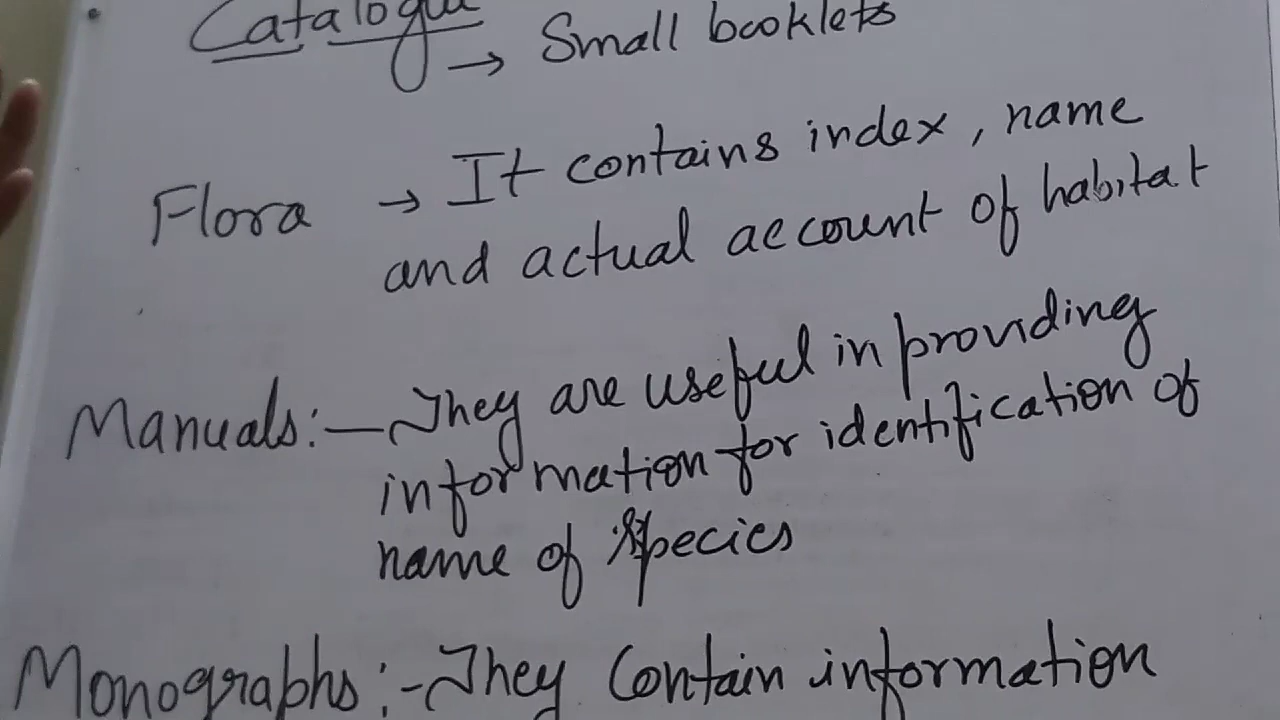 Catalogue → Small booklets
Flora → It contains index, name
and actual account of habitat
Manuals:— They are useful in providing
information for identification of
name of species
Monographs:- They contain information